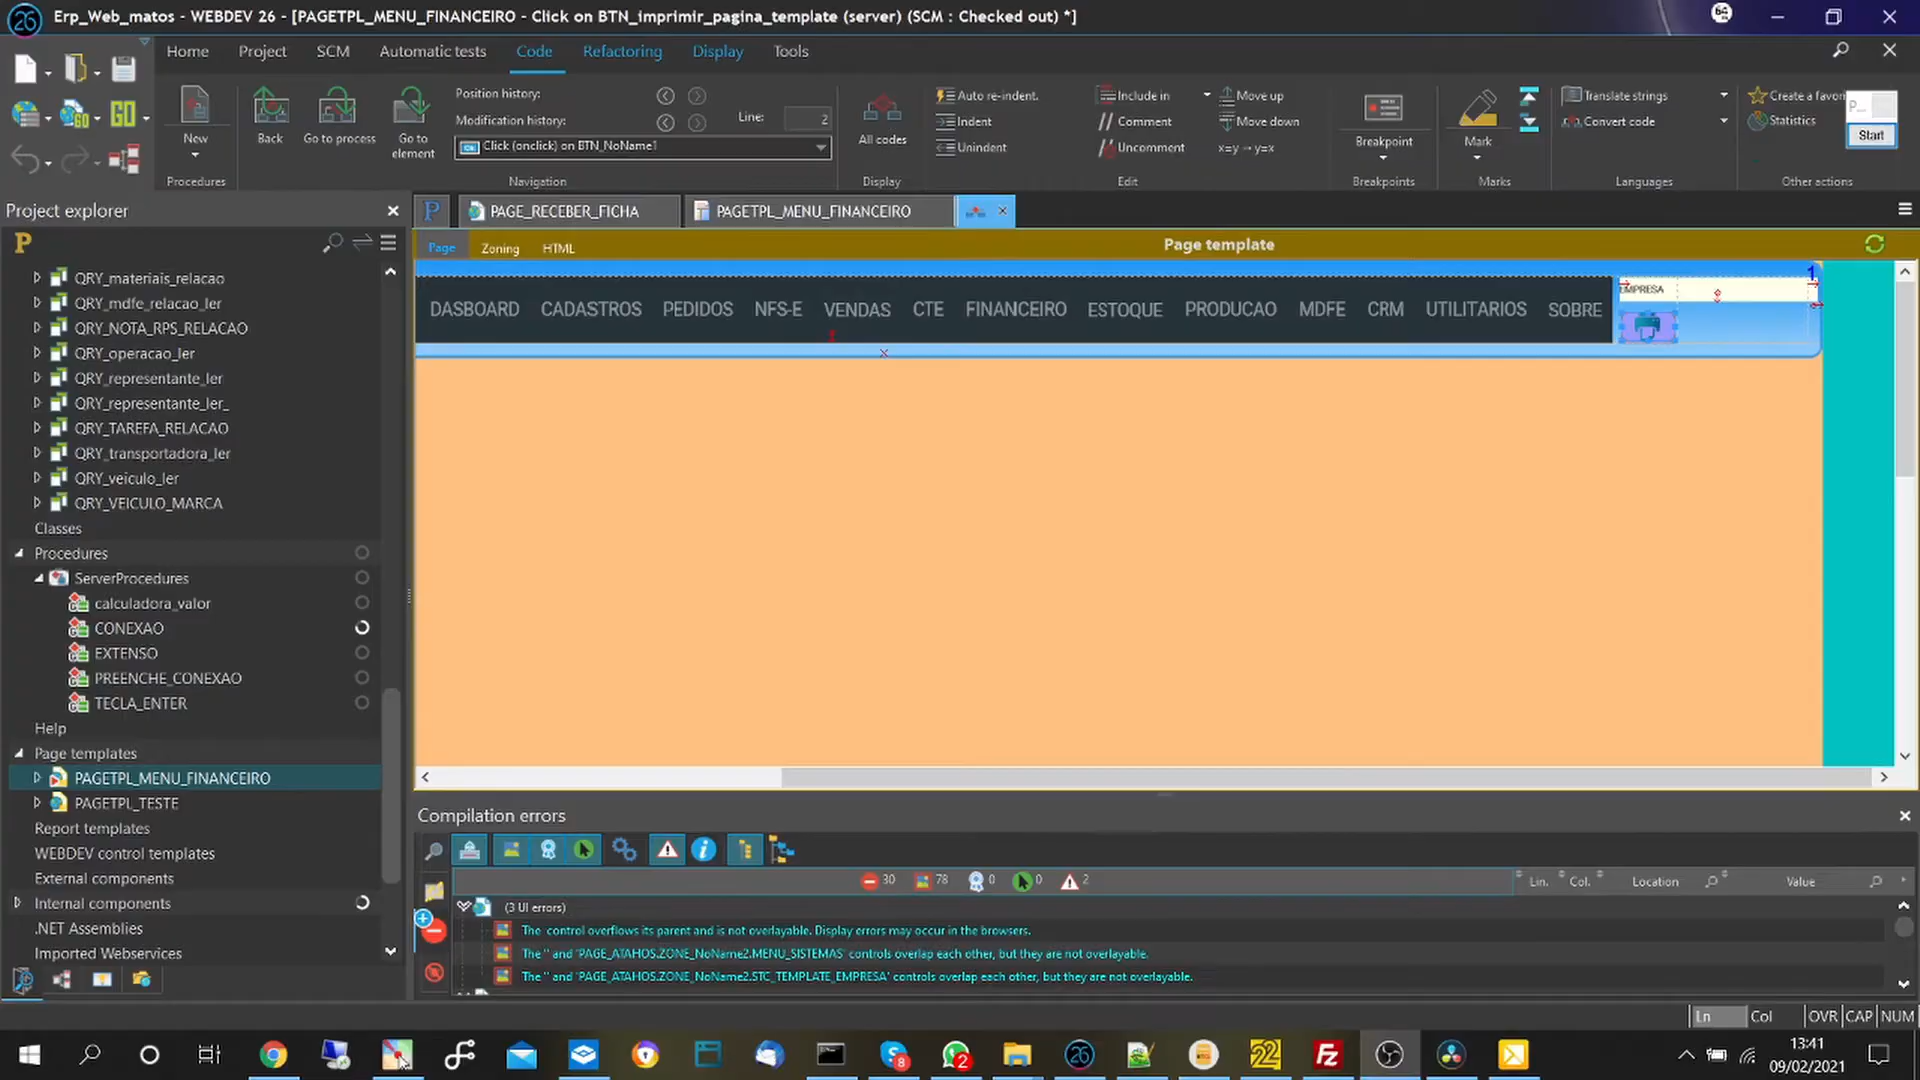 Erp_Web_matos - WEBDEV 26 - [PAGETPL_MENU_FINANCEIRO - Click on BTN_imprimir_pagina_template (server) (SCM : Checked out) *]
Home Project SCM Automatic tests Code Refactoring Display Tools
New
Procedures
Back
Go to process
Go to element
Position history:
Modification history:
Line: 2
Click (onclick) on BTN_NoName1
Navigation
All codes
Display
Auto re-indent.
Indent
Unindent
Include in
Comment
Uncomment
Move up
Move down
x=y → y=x
Edit
Breakpoint
Breakpoints
Mark
Marks
Translate strings
Convert code
Languages
Create a favor
Statistics
Other actions
P...
Start
Project explorer
PAGE_RECEBER_FICHA
PAGETPL_MENU_FINANCEIRO
Page Zoning HTML
Page template
DASBOARD CADASTROS PEDIDOS NFS-E VENDAS CTE FINANCEIRO ESTOQUE PRODUCAO MDFE CRM UTILITARIOS SOBRE
EMPRESA
1
QRY_materiais_relacao
QRY_mdfe_relacao_ler
QRY_NOTA_RPS_RELACAO
QRY_operacao_ler
QRY_representante_ler
QRY_representante_ler_
QRY_TAREFA_RELACAO
QRY_transportadora_ler
QRY_veiculo_ler
QRY_VEICULO_MARCA
Classes
Procedures
ServerProcedures
calculadora_valor
CONEXAO
EXTENSO
PREENCHE_CONEXAO
TECLA_ENTER
Help
Page templates
PAGETPL_MENU_FINANCEIRO
PAGETPL_TESTE
Report templates
WEBDEV control templates
External components
Internal components
.NET Assemblies
Imported Webservices
Compilation errors
30 78 0 0 2
Lin. Col. Location Value
(3 UI errors)
The control overflows its parent and is not overlayable. Display errors may occur in the browsers.
The '' and 'PAGE_ATAHOS.ZONE_NoName2.MENU_SISTEMAS' controls overlap each other, but they are not overlayable.
The '' and 'PAGE_ATAHOS.ZONE_NoName2.STC_TEMPLATE_EMPRESA' controls overlap each other, but they are not overlayable.
Ln Col OVR CAP NUM
13:41
09/02/2021